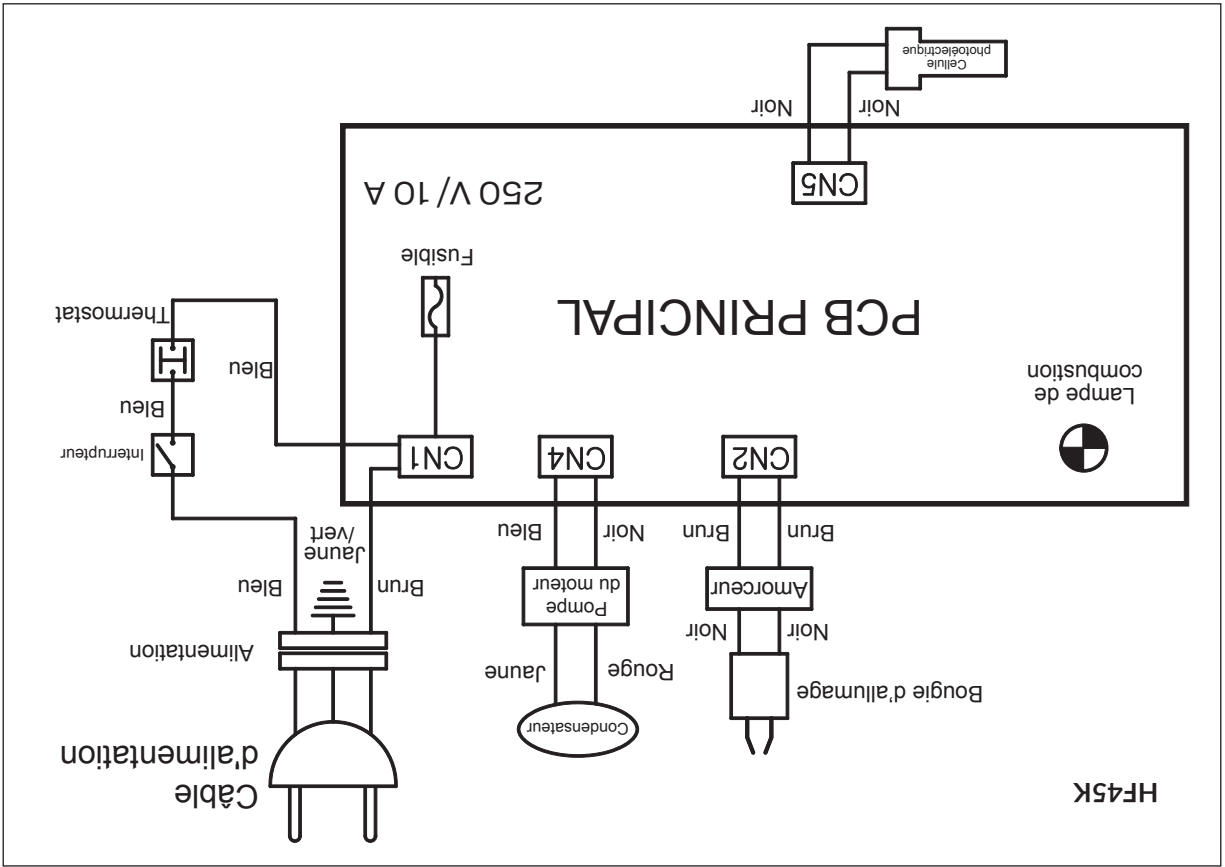 HF45K
Câble
d'alimentation
Bougie d'allumage
Condensateur
Alimentation
Noir
Noir
Rouge
Jaune
Amorceur
Pompe
du moteur
Brun
Jaune
/vert
Bleu
Brun
Brun
Noir
Bleu
Interrupteur
CN2
CN4
CN1
Bleu
Bleu
Lampe de
combustion
Thermostat
PCB PRINCIPAL
Fusible
250 V/10 A
CN5
Noir
Noir
Cellule
photoélectrique